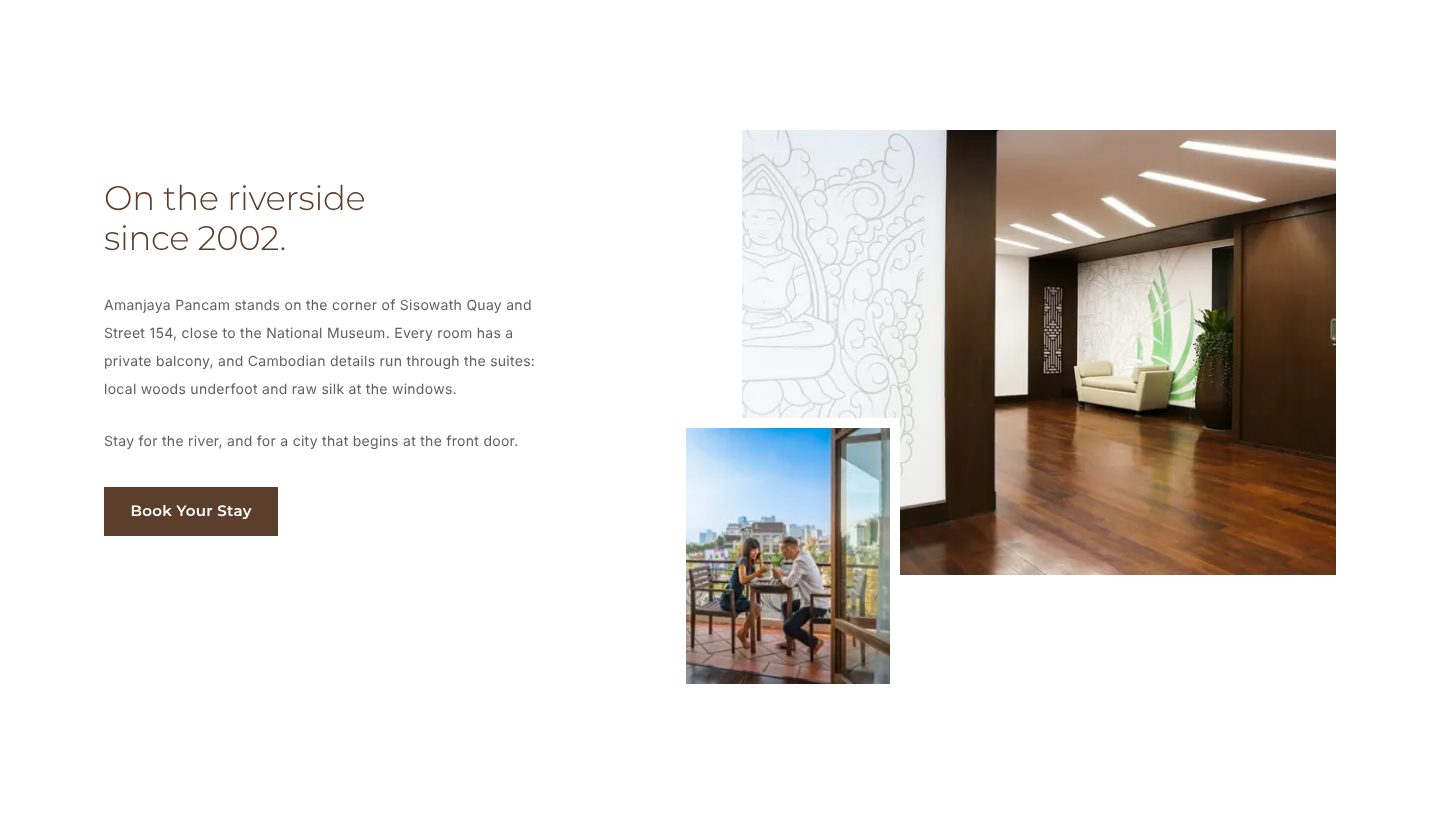 On the riverside
since 2002.
Amanjaya Pancam stands on the corner of Sisowath Quay and
Street 154, close to the National Museum. Every room has a
private balcony, and Cambodian details run through the suites:
local woods underfoot and raw silk at the windows.
Stay for the river, and for a city that begins at the front door.
Book Your Stay